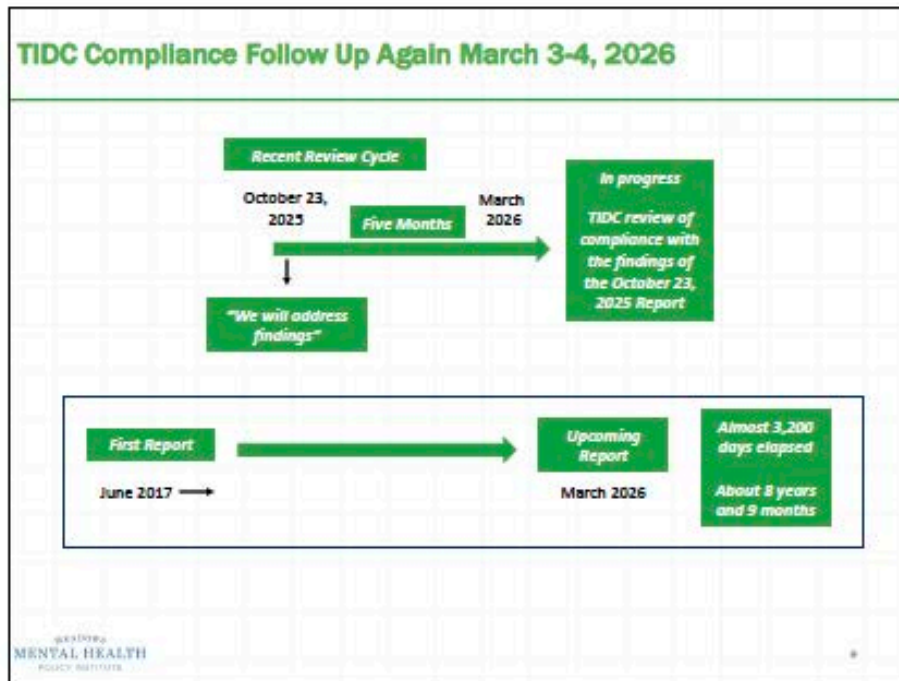 TIDC Compliance Follow Up Again March 3-4, 2026
Recent Review Cycle
October 23,
2025
Five Months
March
2026
In progress
TIDC review of
compliance with
the findings of
the October 23,
2025 Report
"We will address
findings"
First Report
June 2017
Upcoming
Report
March 2026
Almost 3,200
days elapsed
About 8 years
and 9 months
MENTAL HEALTH
POLICY INSTITUTE